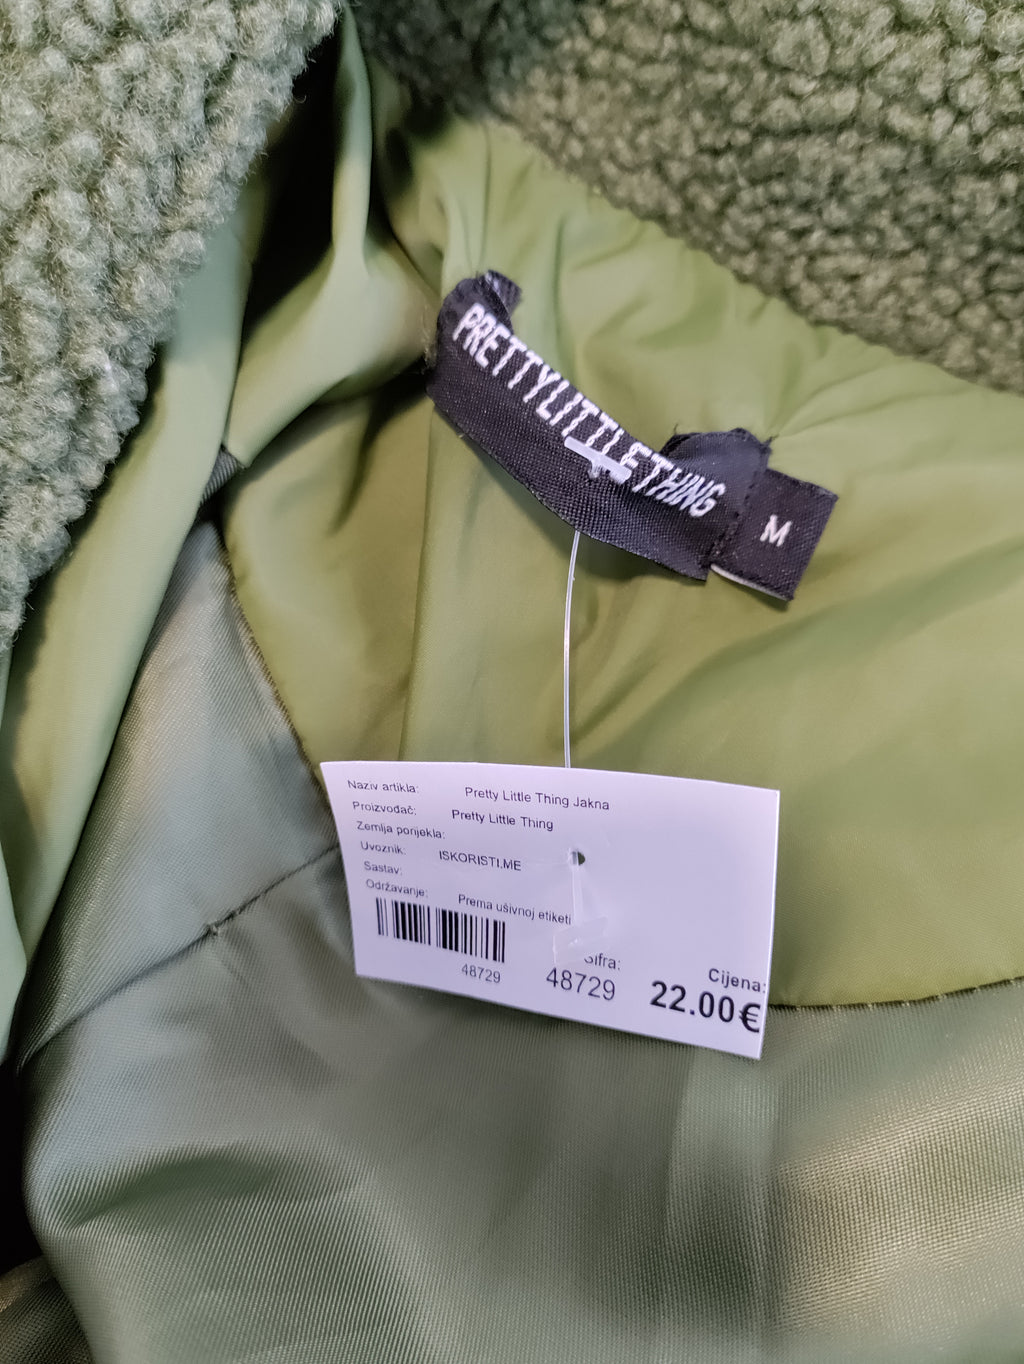 PRETTYLITTLETHING
M
Naziv artikla: Pretty Little Thing Jakna
Proizvođač: Pretty Little Thing
Zemlja porijekla:
Uvoznik: ISKORISTI.ME
Sastav:
Održavanje: Prema ušivnoj etiketi
48729
Šifra:
48729
Cijena:
22.00€